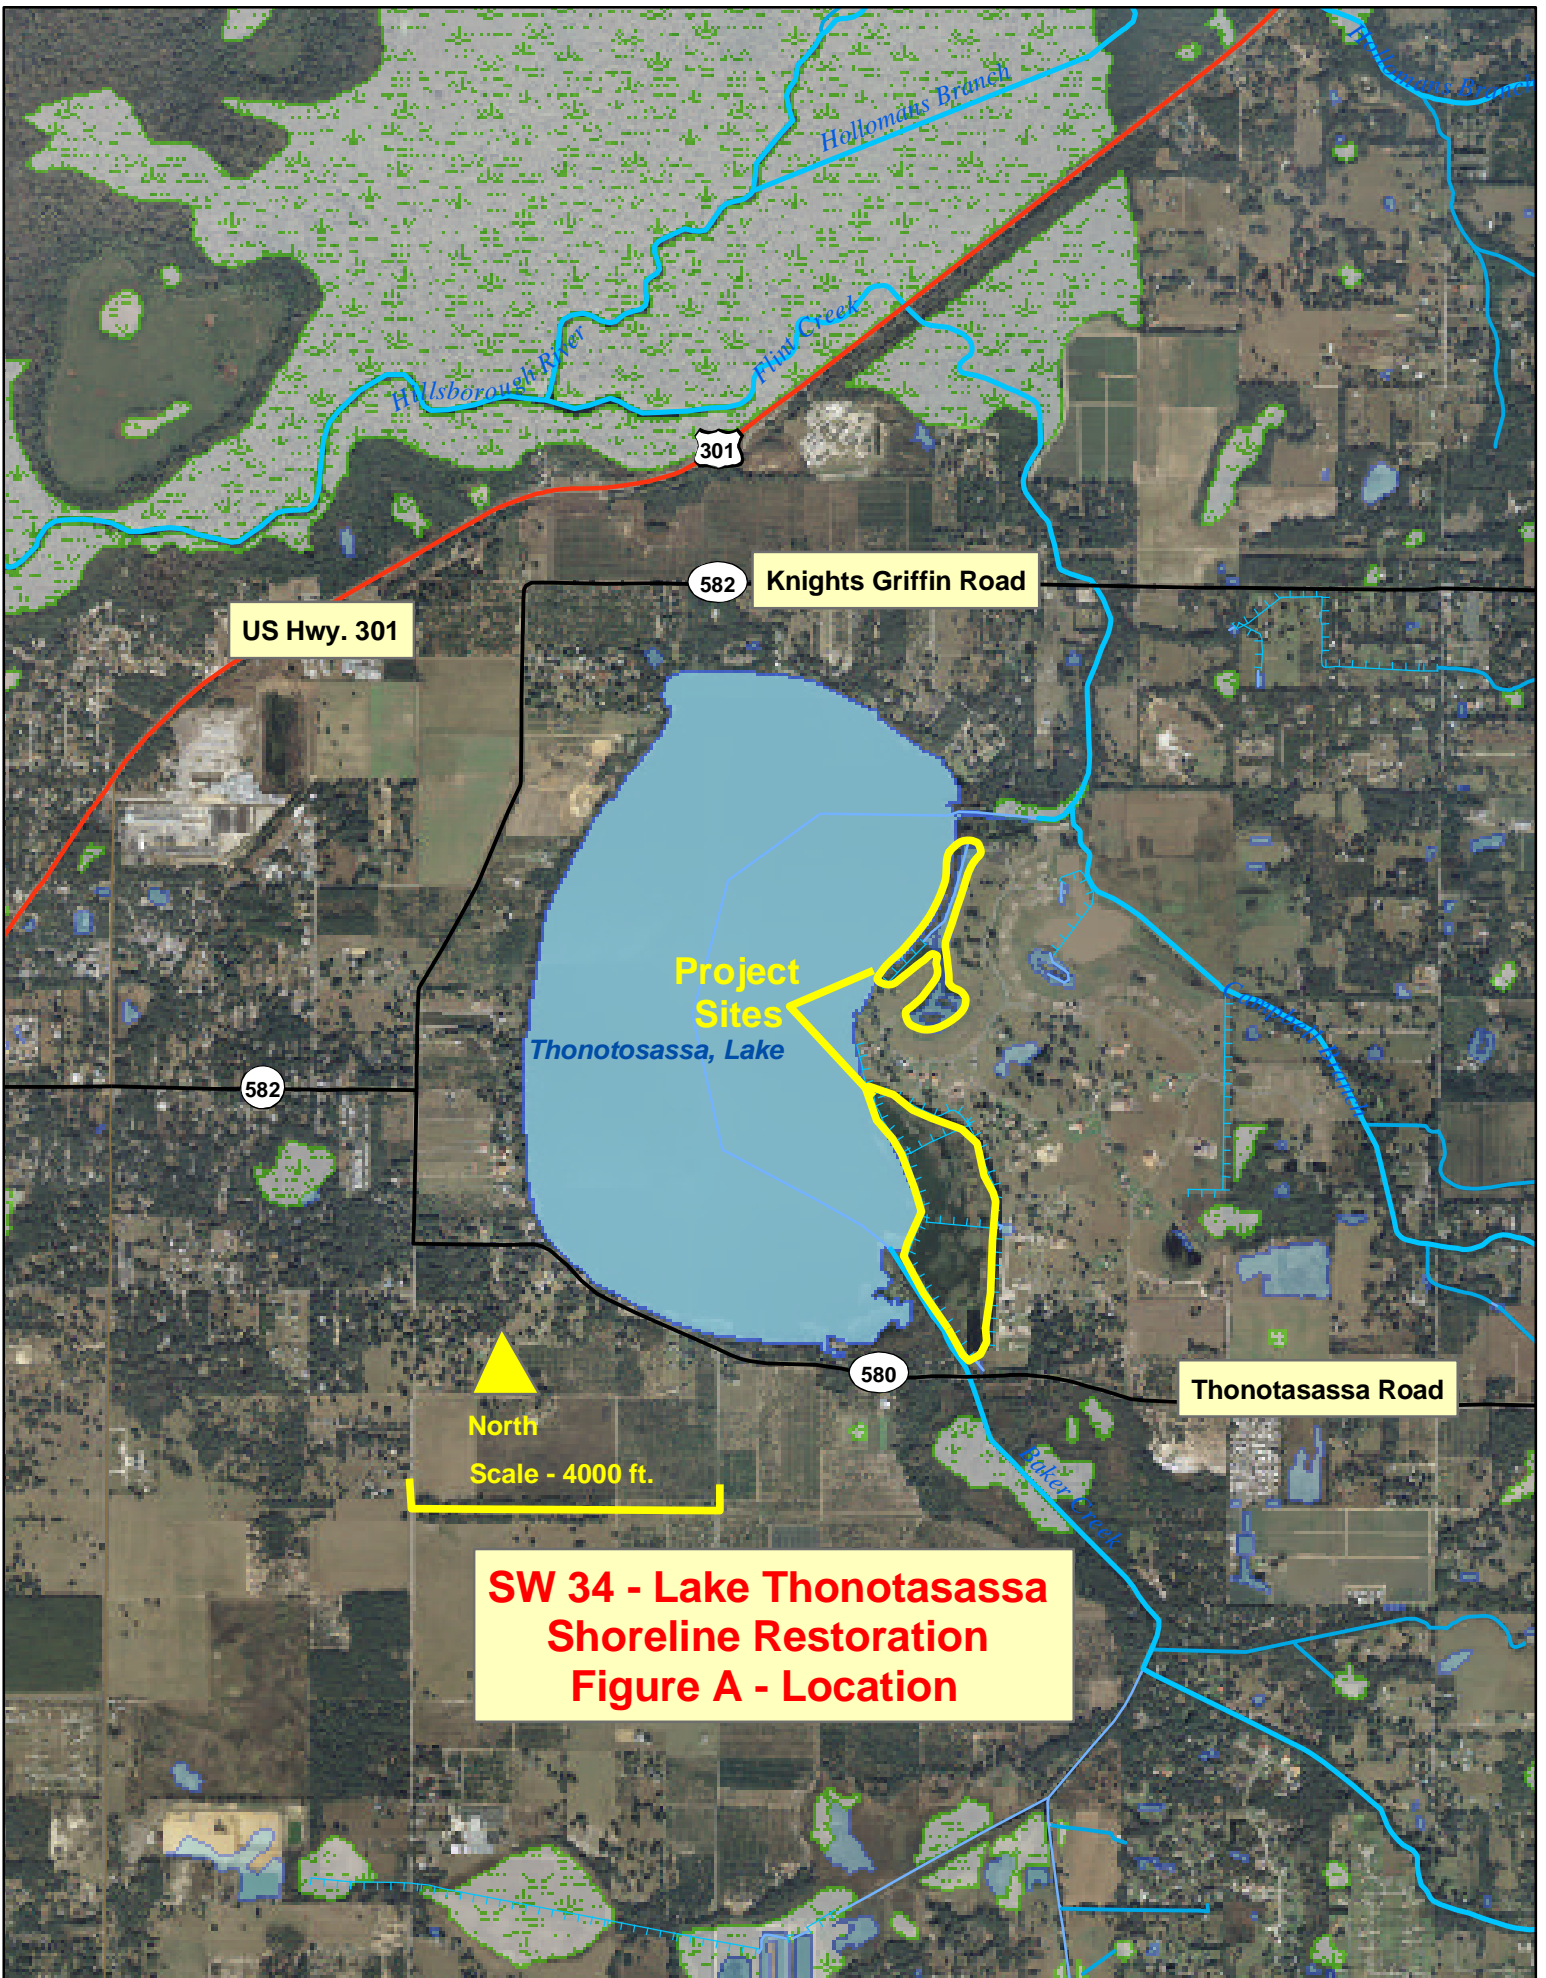 Hollomans Branch
Hollomans Branch
Hillsborough River
Flint Creek
301
582
Knights Griffin Road
US Hwy. 301
Project
Sites
Thonotosassa, Lake
Campbell Branch
582
580
Thonotasassa Road
North
Scale - 4000 ft.
Baker Creek
SW 34 - Lake Thonotasassa
Shoreline Restoration
Figure A - Location